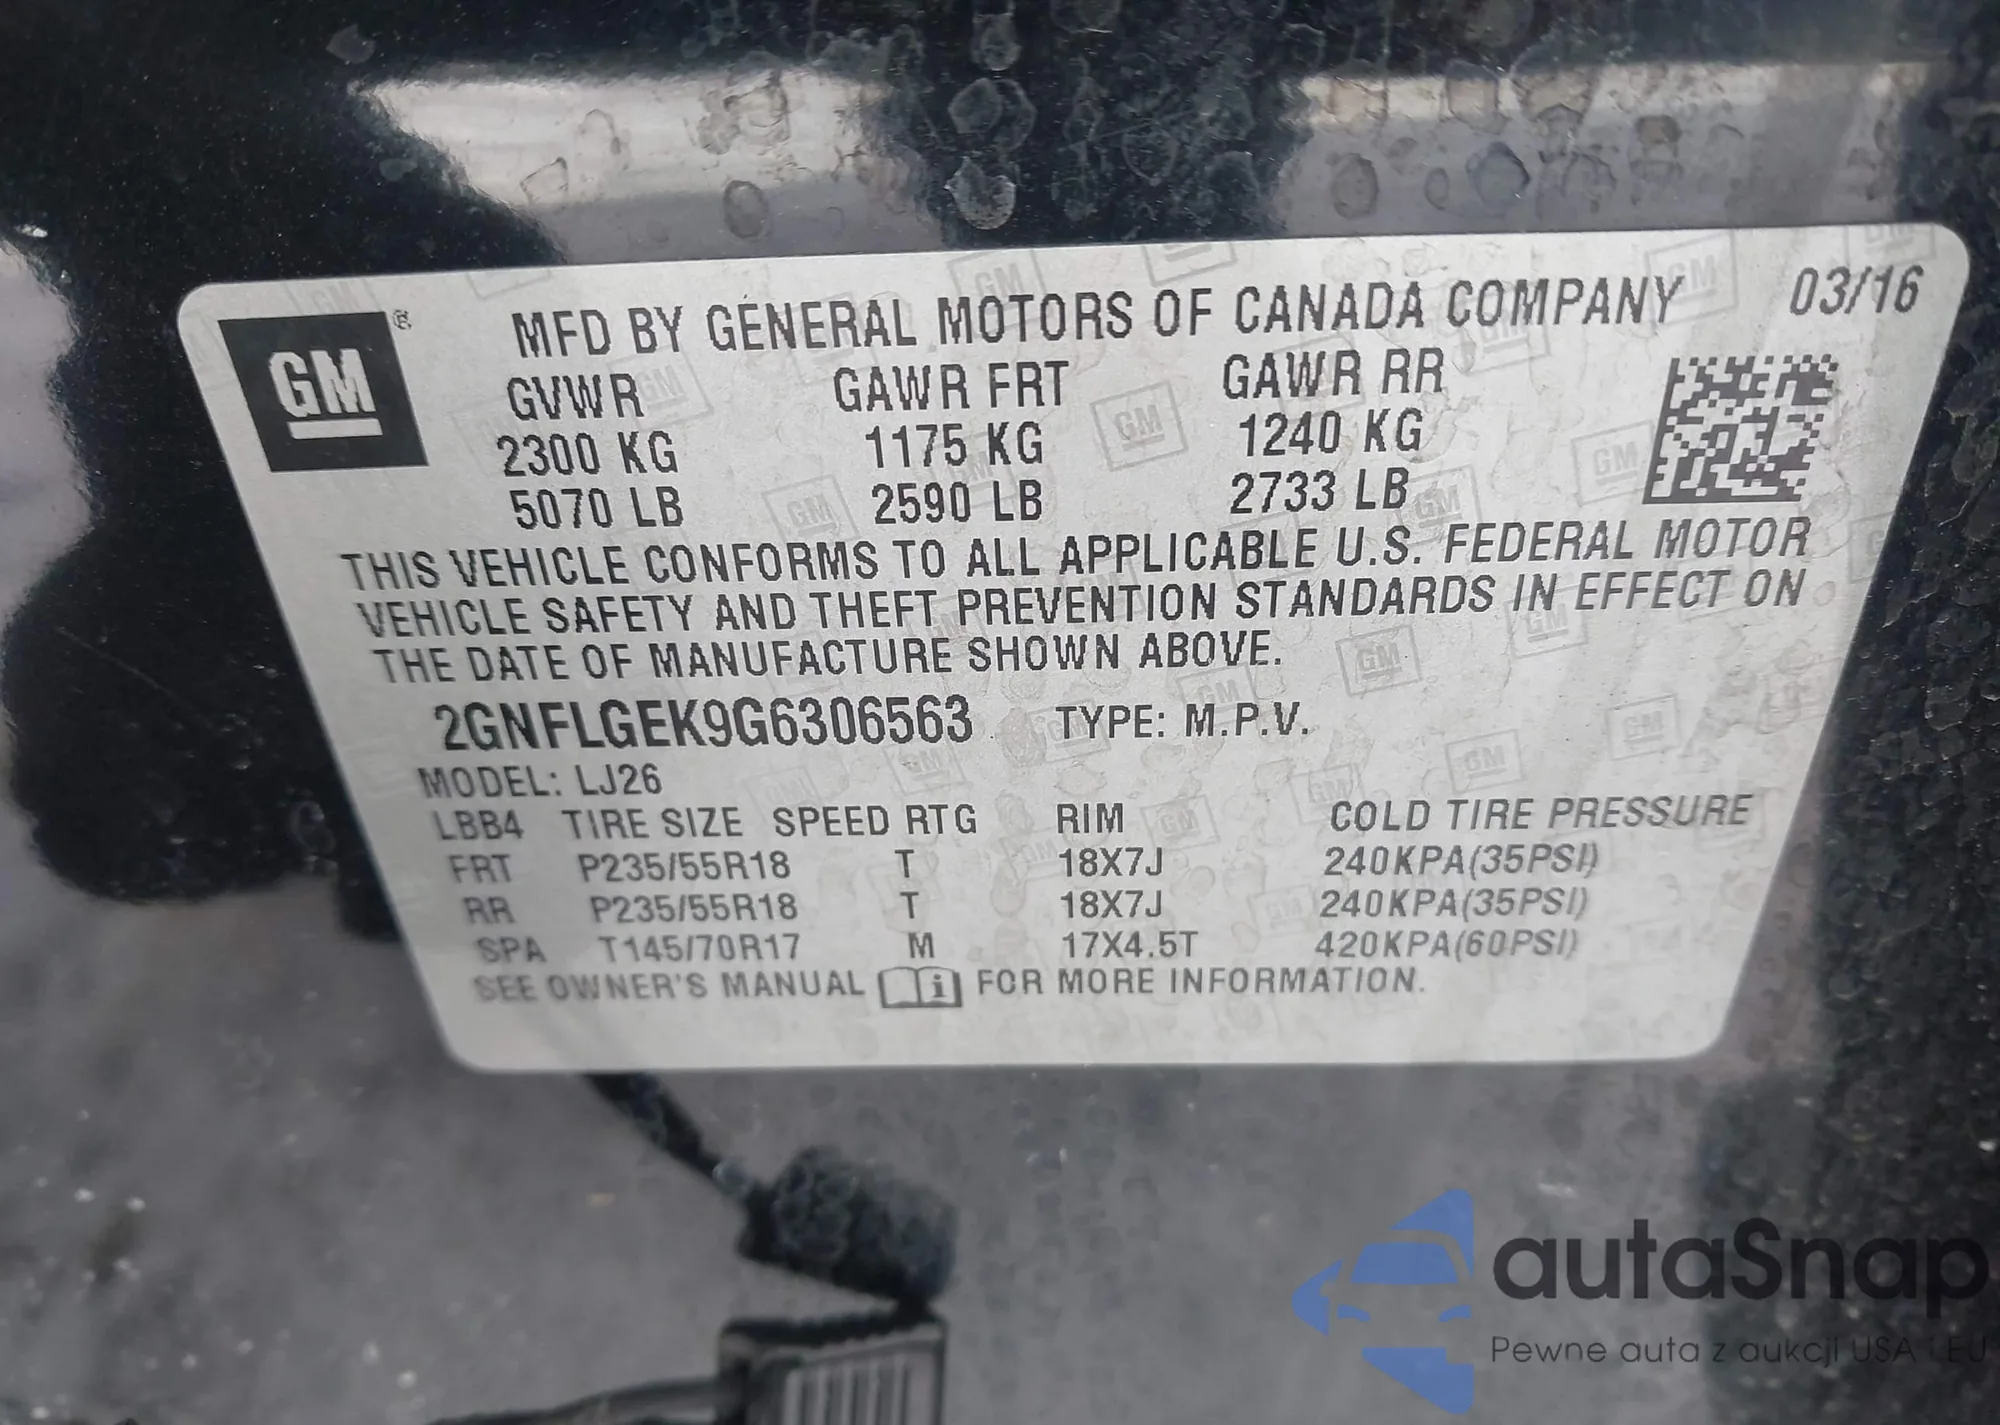 GM ® MFD BY GENERAL MOTORS OF CANADA COMPANY 03/16
GVWR GAWR FRT GAWR RR
2300 KG 1175 KG 1240 KG
5070 LB 2590 LB 2733 LB
THIS VEHICLE CONFORMS TO ALL APPLICABLE U.S. FEDERAL MOTOR
VEHICLE SAFETY AND THEFT PREVENTION STANDARDS IN EFFECT ON
THE DATE OF MANUFACTURE SHOWN ABOVE.
2GNFLGEK9G6306563 TYPE: M.P.V.
MODEL: LJ26
LBB4 TIRE SIZE SPEED RTG RIM COLD TIRE PRESSURE
FRT P235/55R18 T 18X7J 240KPA(35PSI)
RR P235/55R18 T 18X7J 240KPA(35PSI)
SPA T145/70R17 M 17X4.5T 420KPA(60PSI)
SEE OWNER'S MANUAL i FOR MORE INFORMATION.
autaSnap
Pewne auta z aukcji USA i EU